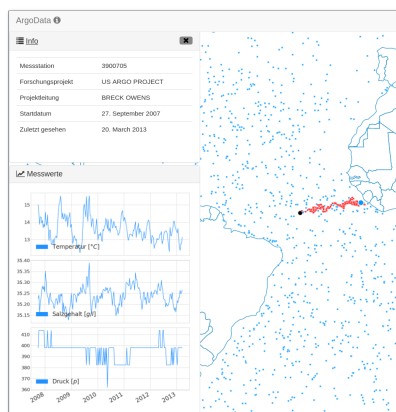 ArgoData
Info
Messstation 3900705
Forschungsprojekt US ARGO PROJECT
Projektleitung BRECK OWENS
Startdatum 27. September 2007
Zuletzt gesehen 20. March 2013
Messwerte
15
14
13
Temperatur [°C]
35.40
35.35
35.30
35.25
35.20
35.15
Salzgehalt [g/l]
410
400
390
380
370
360
Druck [p]
2008 2009 2010 2011 2012 2013